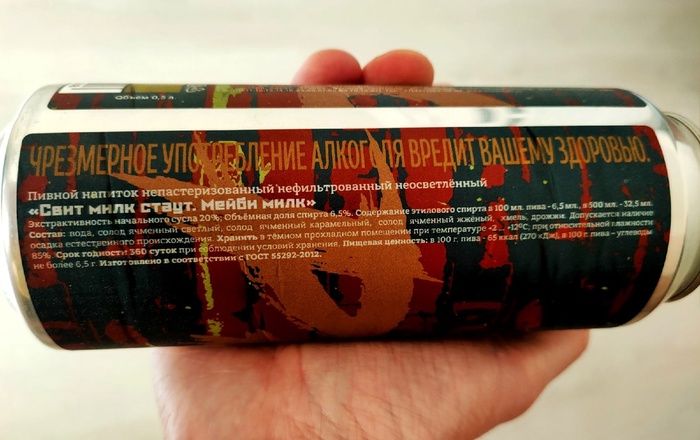 Объём 0,5 л.
ЧРЕЗМЕРНОЕ УПОТРЕБЛЕНИЕ АЛКОГОЛЯ ВРЕДИТ ВАШЕМУ ЗДОРОВЬЮ.
Пивной напиток непастеризованный нефильтрованный неосветлённый
«Свит милк стаут. Мейби милк»
Экстрактивность начального сусла 20%; Объёмная доля спирта 6,5%. Содержание этилового спирта в 100 мл. пива - 6,5 мл., в 500 мл. - 32,5 мл.
Состав: вода, солод ячменный светлый, солод ячменный карамельный, солод ячменный жжёный, хмель, дрожжи. Допускается наличие
осадка естественного происхождения. Хранить в тёмном прохладном помещении при температуре -2 ... +12°С, при относительной влажности
85%. Срок годности: 360 суток при соблюдении условий хранения. Пищевая ценность: в 100 г. пива - 65 ккал (270 кДж), в 100 г. пива - углеводы
не более 6,5 г. Изготовлено в соответствии с ГОСТ 55292-2012.